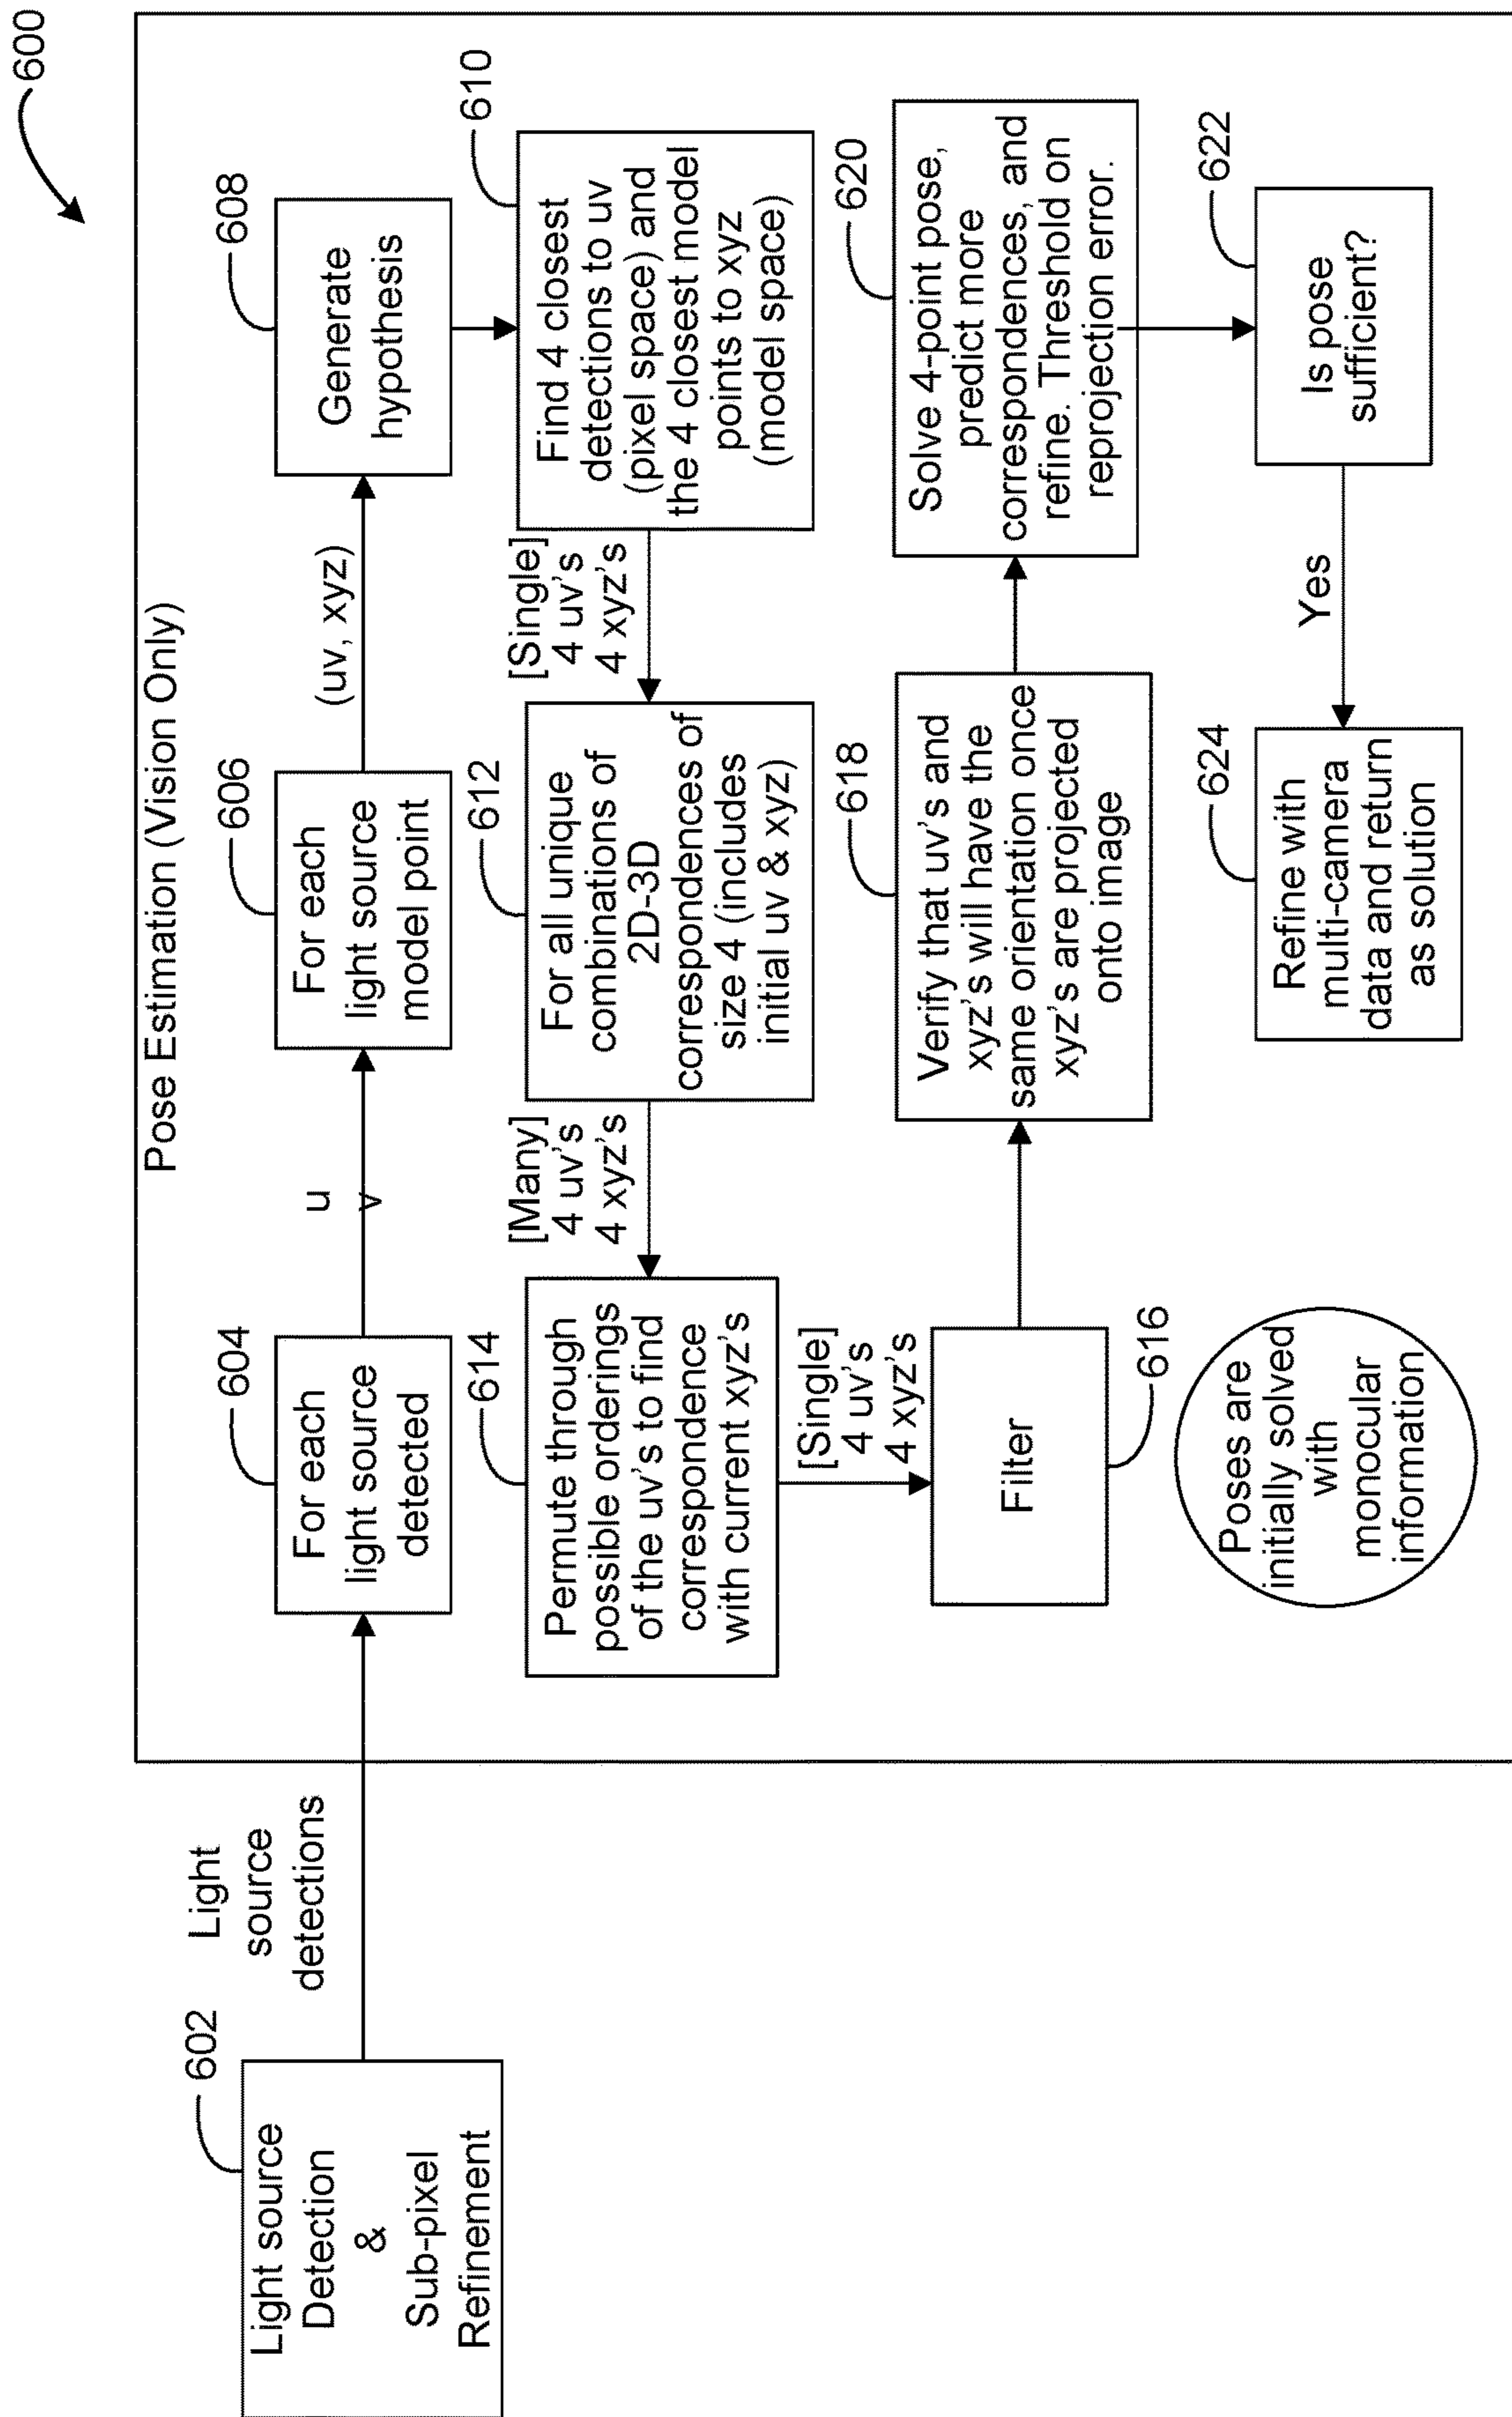 600
Pose Estimation (Vision Only)
602
Light source
Detection
&
Sub-pixel
Refinement
Light
source
detections
604
For each
light source
detected
u
v
606
For each
light source
model point
(uv, xyz)
608
Generate
hypothesis
610
Find 4 closest
detections to uv
(pixel space) and
the 4 closest model
points to xyz
(model space)
[Single]
4 uv's
4 xyz's
612
For all unique
combinations of
2D-3D
correspondences of
size 4 (includes
initial uv & xyz)
[Many]
4 uv's
4 xyz's
614
Permute through
possible orderings
of the uv's to find
correspondence
with current xyz's
[Single]
4 uv's
4 xyz's
Filter
616
618
Verify that uv's and
xyz's will have the
same orientation once
xyz's are projected
onto image
620
Solve 4-point pose,
predict more
correspondences, and
refine. Threshold on
reprojection error.
622
Is pose
sufficient?
Yes
624
Refine with
multi-camera
data and return
as solution
Poses are
initially solved
with
monocular
information